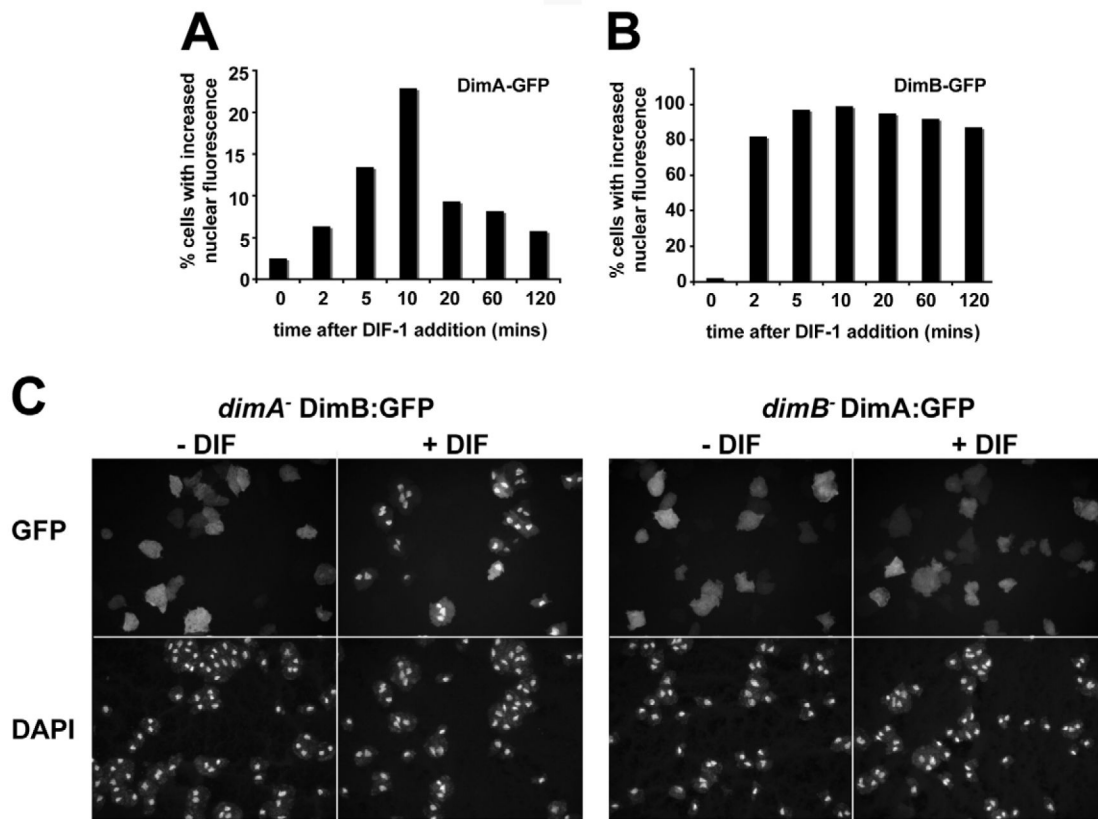 A
% cells with increased
nuclear fluorescence
25
20
15
10
5
0
DimA-GFP
0 2 5 10 20 60 120
time after DIF-1 addition (mins)
B
% cells with increased
nuclear fluorescence
100
80
60
40
20
0
DimB-GFP
0 2 5 10 20 60 120
time after DIF-1 addition (mins)
C
dimA- DimB:GFP
- DIF + DIF
dimB- DimA:GFP
- DIF + DIF
GFP
DAPI